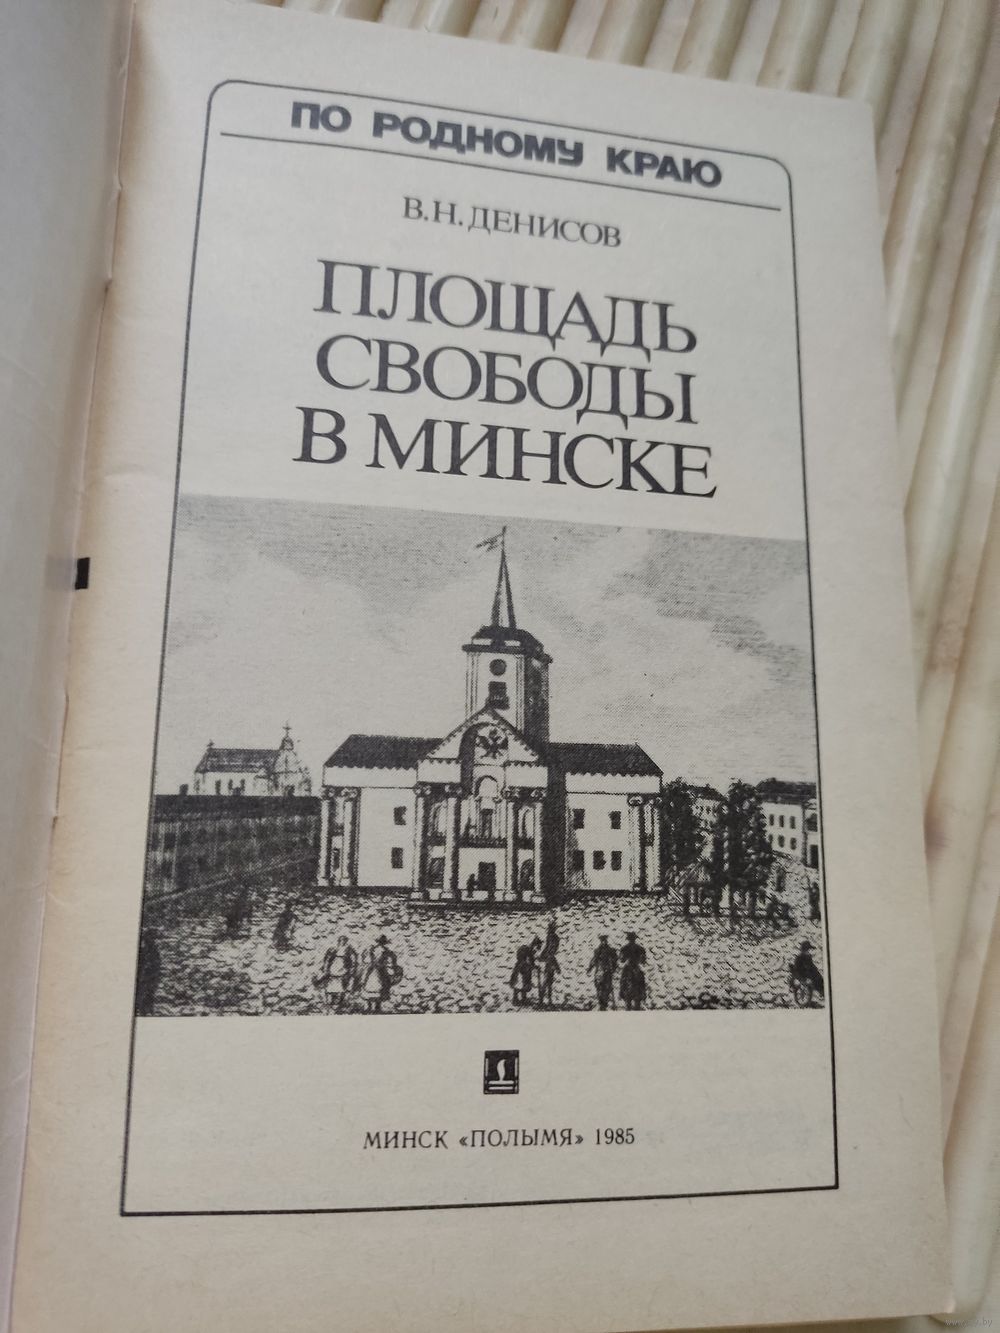 ПО РОДНОМУ КРАЮ
В.Н.ДЕНИСОВ
ПЛОЩАДЬ
СВОБОДЫ
В МИНСКЕ
МИНСК «ПОЛЫМЯ» 1985